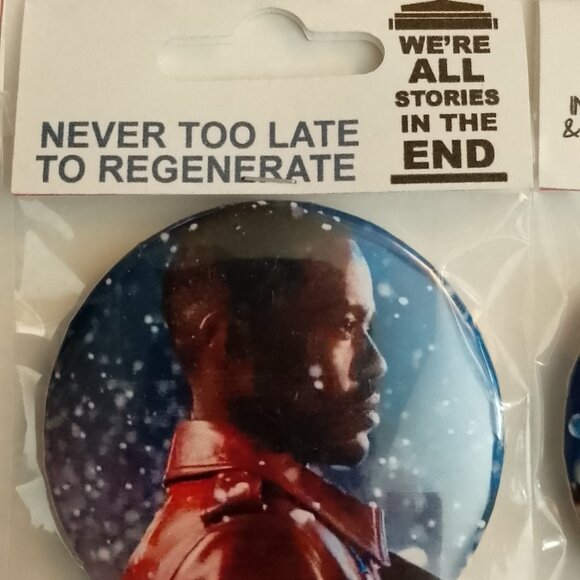 NEVER TOO LATE
TO REGENERATE
WE'RE
ALL
STORIES
IN THE
END